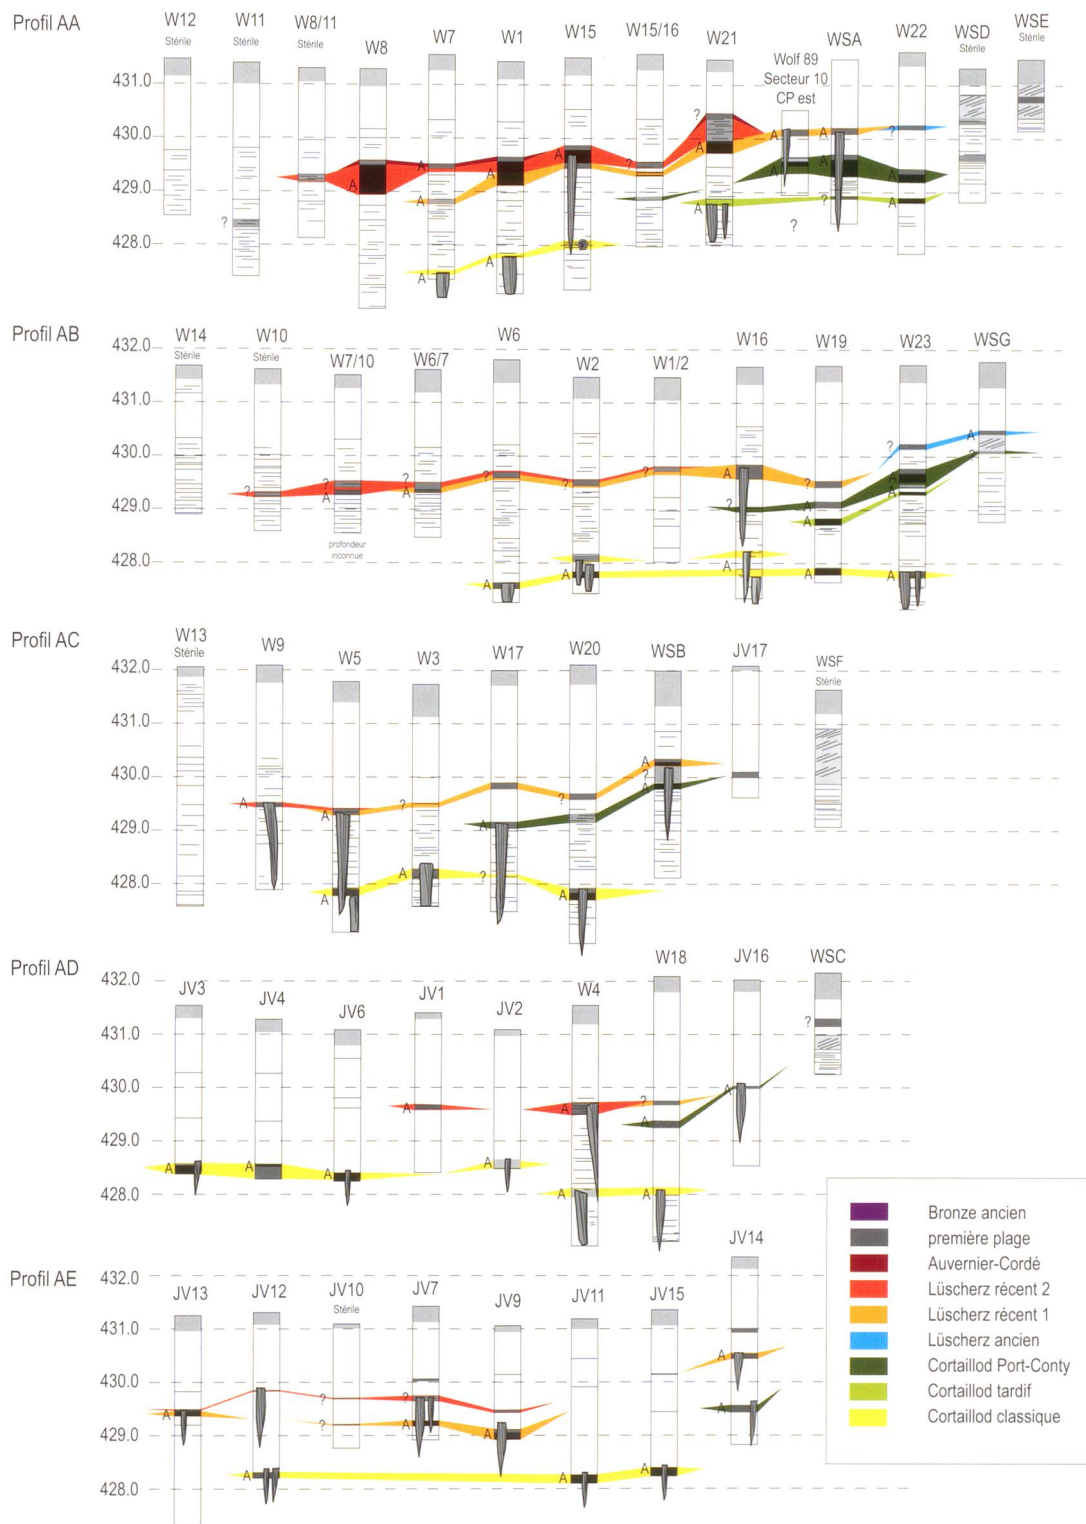 Profil AA
W12
Stérile
W11
Stérile
W8/11
Stérile
W8
W7
W1
W15
W15/16
W21
Wolf 89
Secteur 10
CP est
WSA
W22
WSD
Stérile
WSE
Stérile
431.0
430.0
429.0
428.0
?
A
A
A
A
A
A
A
?
?
A
A
A
A
?
A
A
?
?
A
A
Profil AB
W14
Stérile
W10
Stérile
W7/10
W6/7
W6
W2
W1/2
W16
W19
W23
WSG
432.0
431.0
430.0
429.0
428.0
?
?
A
?
A
?
A
?
A
?
A
?
A
?
A
A
A
?
A
A
A
A
?
profondeur
inconnue
Profil AC
W13
Stérile
W9
W5
W3
W17
W20
WSB
JV17
WSF
Stérile
432.0
431.0
430.0
429.0
428.0
A
A
A
?
A
A
?
?
A
A
?
A
Profil AD
JV3
JV4
JV6
JV1
JV2
W4
W18
JV16
WSC
432.0
431.0
430.0
429.0
428.0
A
A
A
A
A
A
A
?
A
A
A
?
Profil AE
JV13
JV12
JV10
Stérile
JV7
JV9
JV11
JV15
JV14
432.0
431.0
430.0
429.0
428.0
A
A
?
?
?
A
A
A
A
A
A
Bronze ancien
première plage
Auvernier-Cordé
Lüscherz récent 2
Lüscherz récent 1
Lüscherz ancien
Cortaillod Port-Conty
Cortaillod tardif
Cortaillod classique